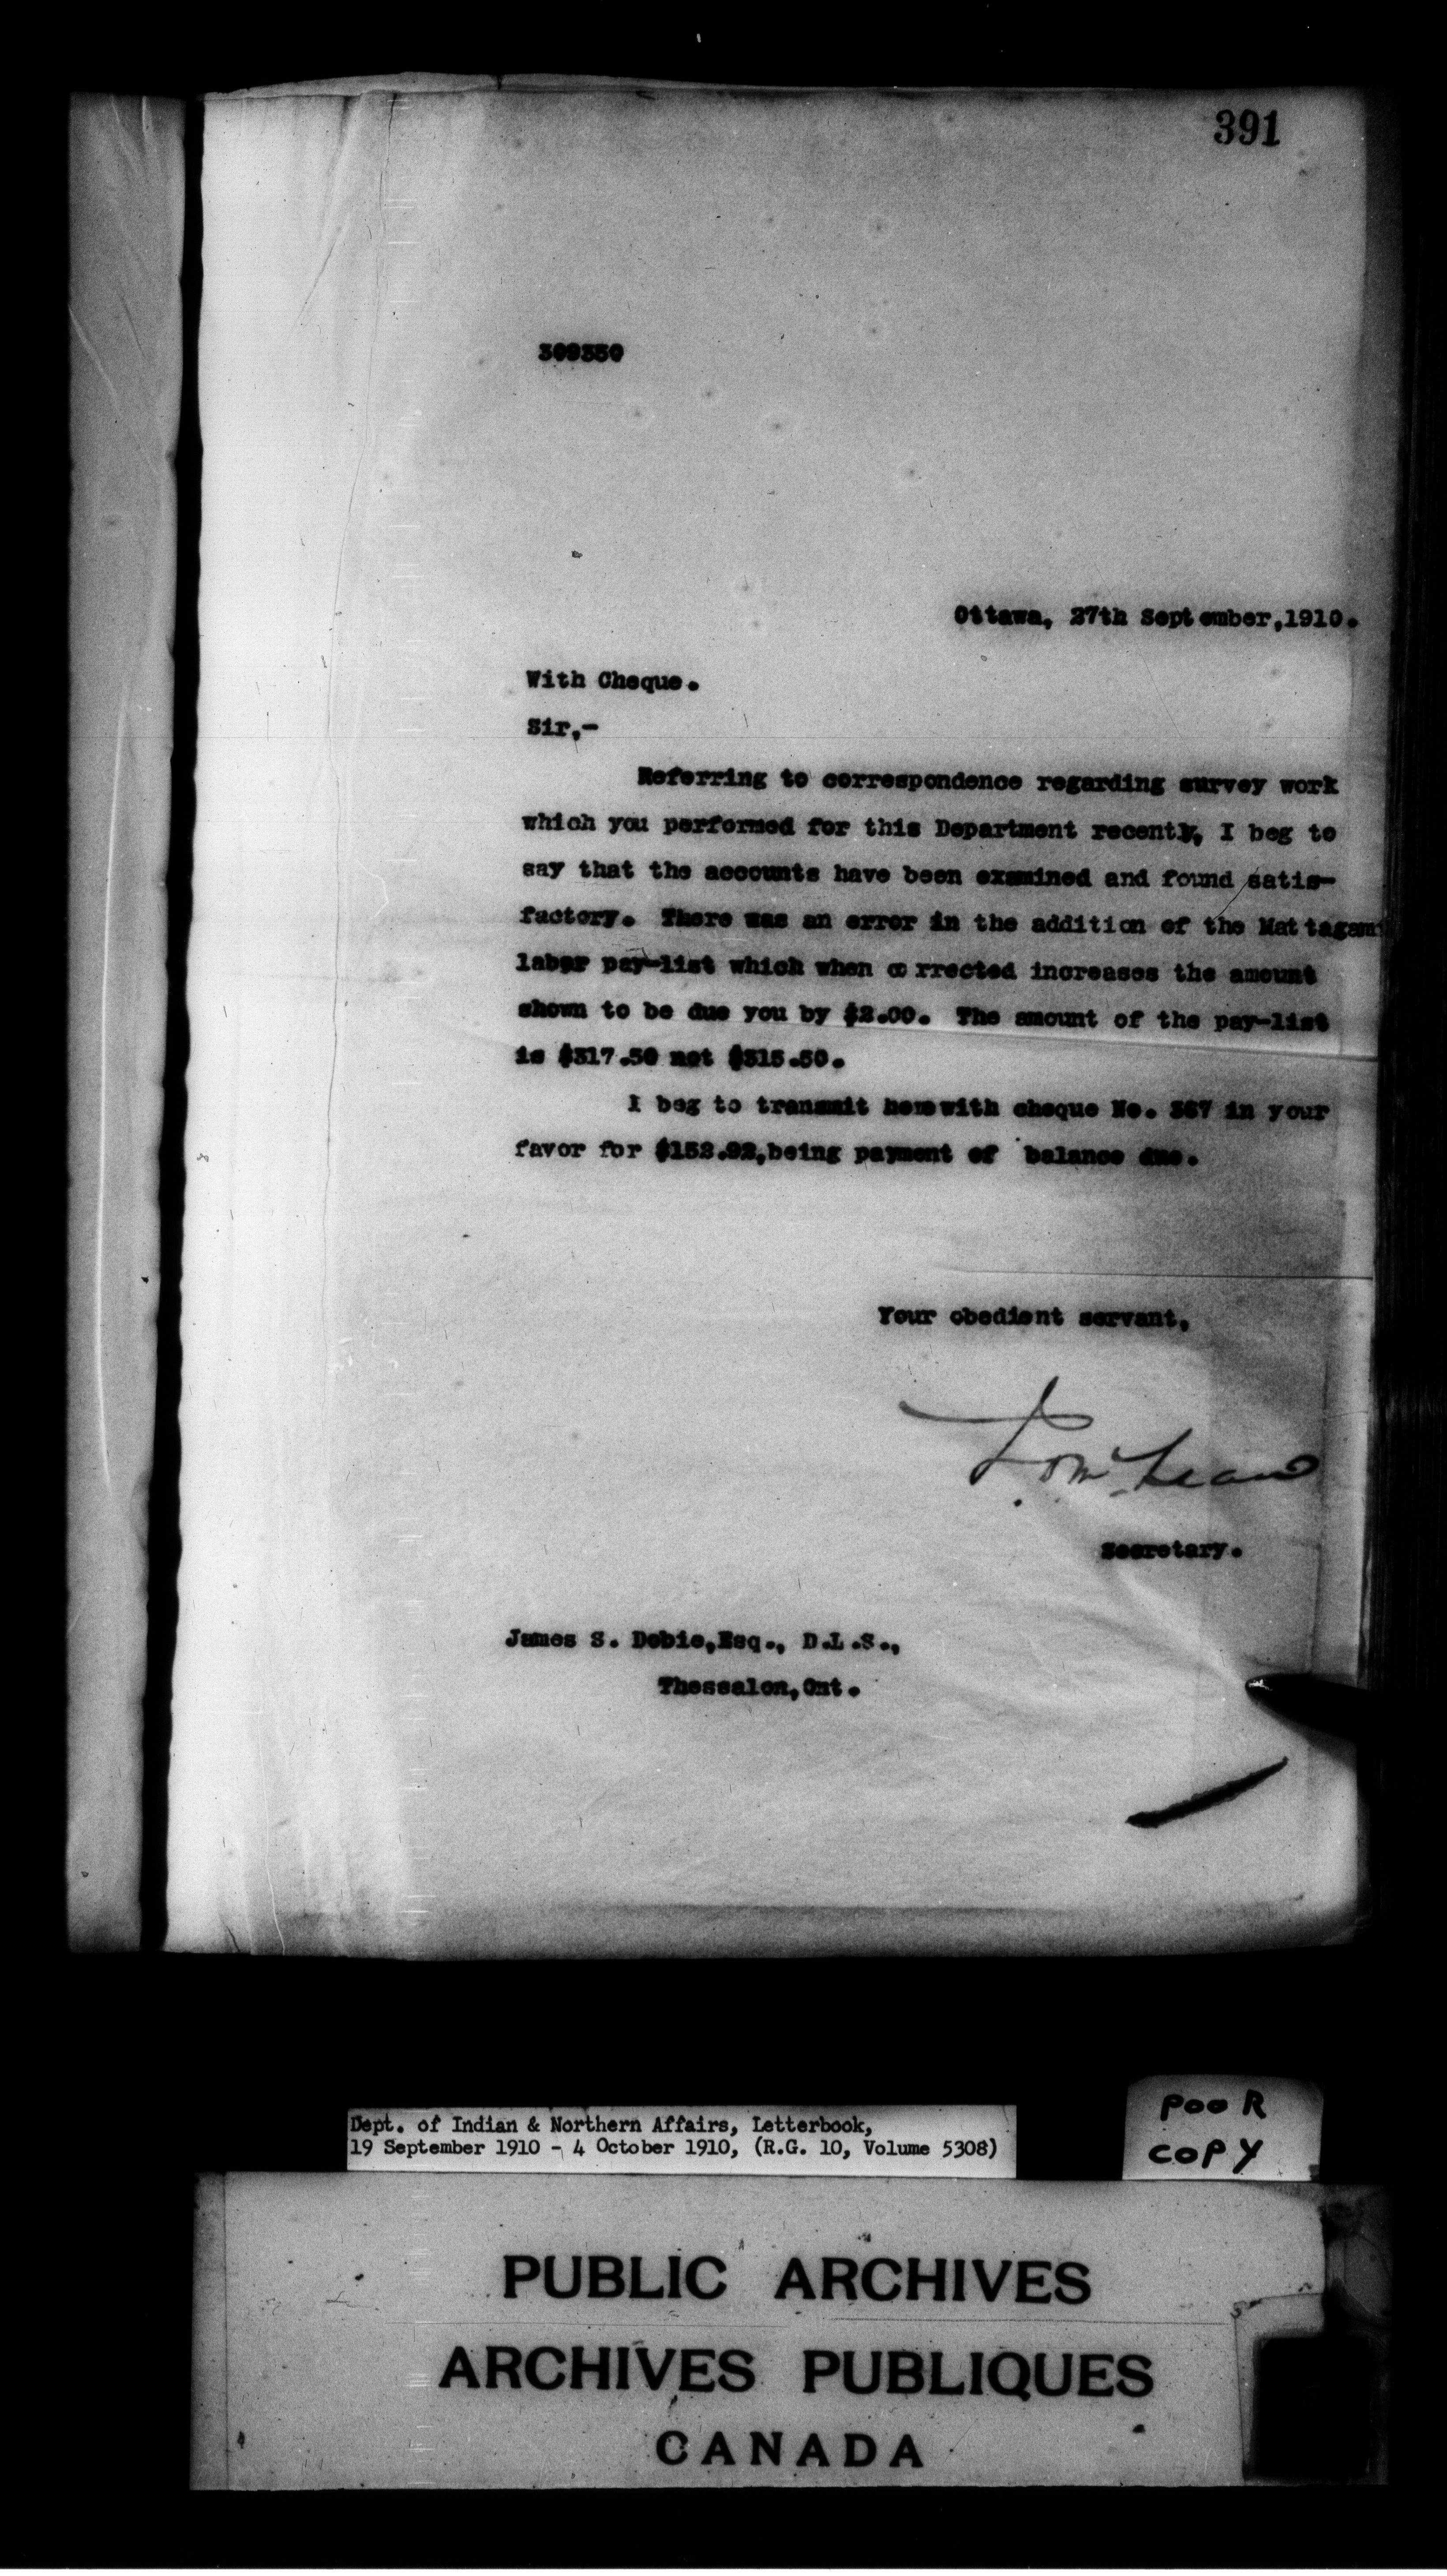 391
309350
Ottawa, 27th September,1910.
With Cheque.
Sir,-
Referring to correspondence regarding survey work
which you performed for this Department recently, I beg to
say that the accounts have been examined and found satis-
factory. There was an error in the addition of the Mattagami
labor pay-list which when corrected increases the amount
shown to be due you by $2.00. The amount of the pay-list
is $317.50 not $315.50.
I beg to transmit herewith cheque No. 367 in your
favor for $152.92,being payment of balance due.
Your obedient servant,
Secretary.
James S. Dobie,Esq., D.L.S.,
Thessalon,Ont.
Dept. of Indian & Northern Affairs, Letterbook,
19 September 1910 - 4 October 1910, (R.G. 10, Volume 5308)
POOR
COPY
PUBLIC ARCHIVES
ARCHIVES PUBLIQUES
CANADA